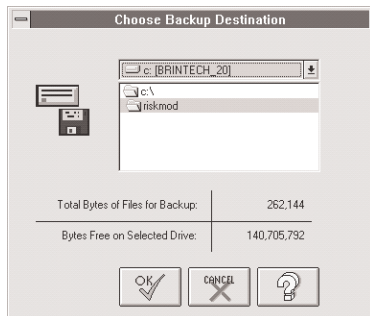 Choose Backup Destination
c: [BRINTECH_20]
c:\
riskmod
Total Bytes of Files for Backup: 262,144
Bytes Free on Selected Drive: 140,705,792
OK CANCEL ?